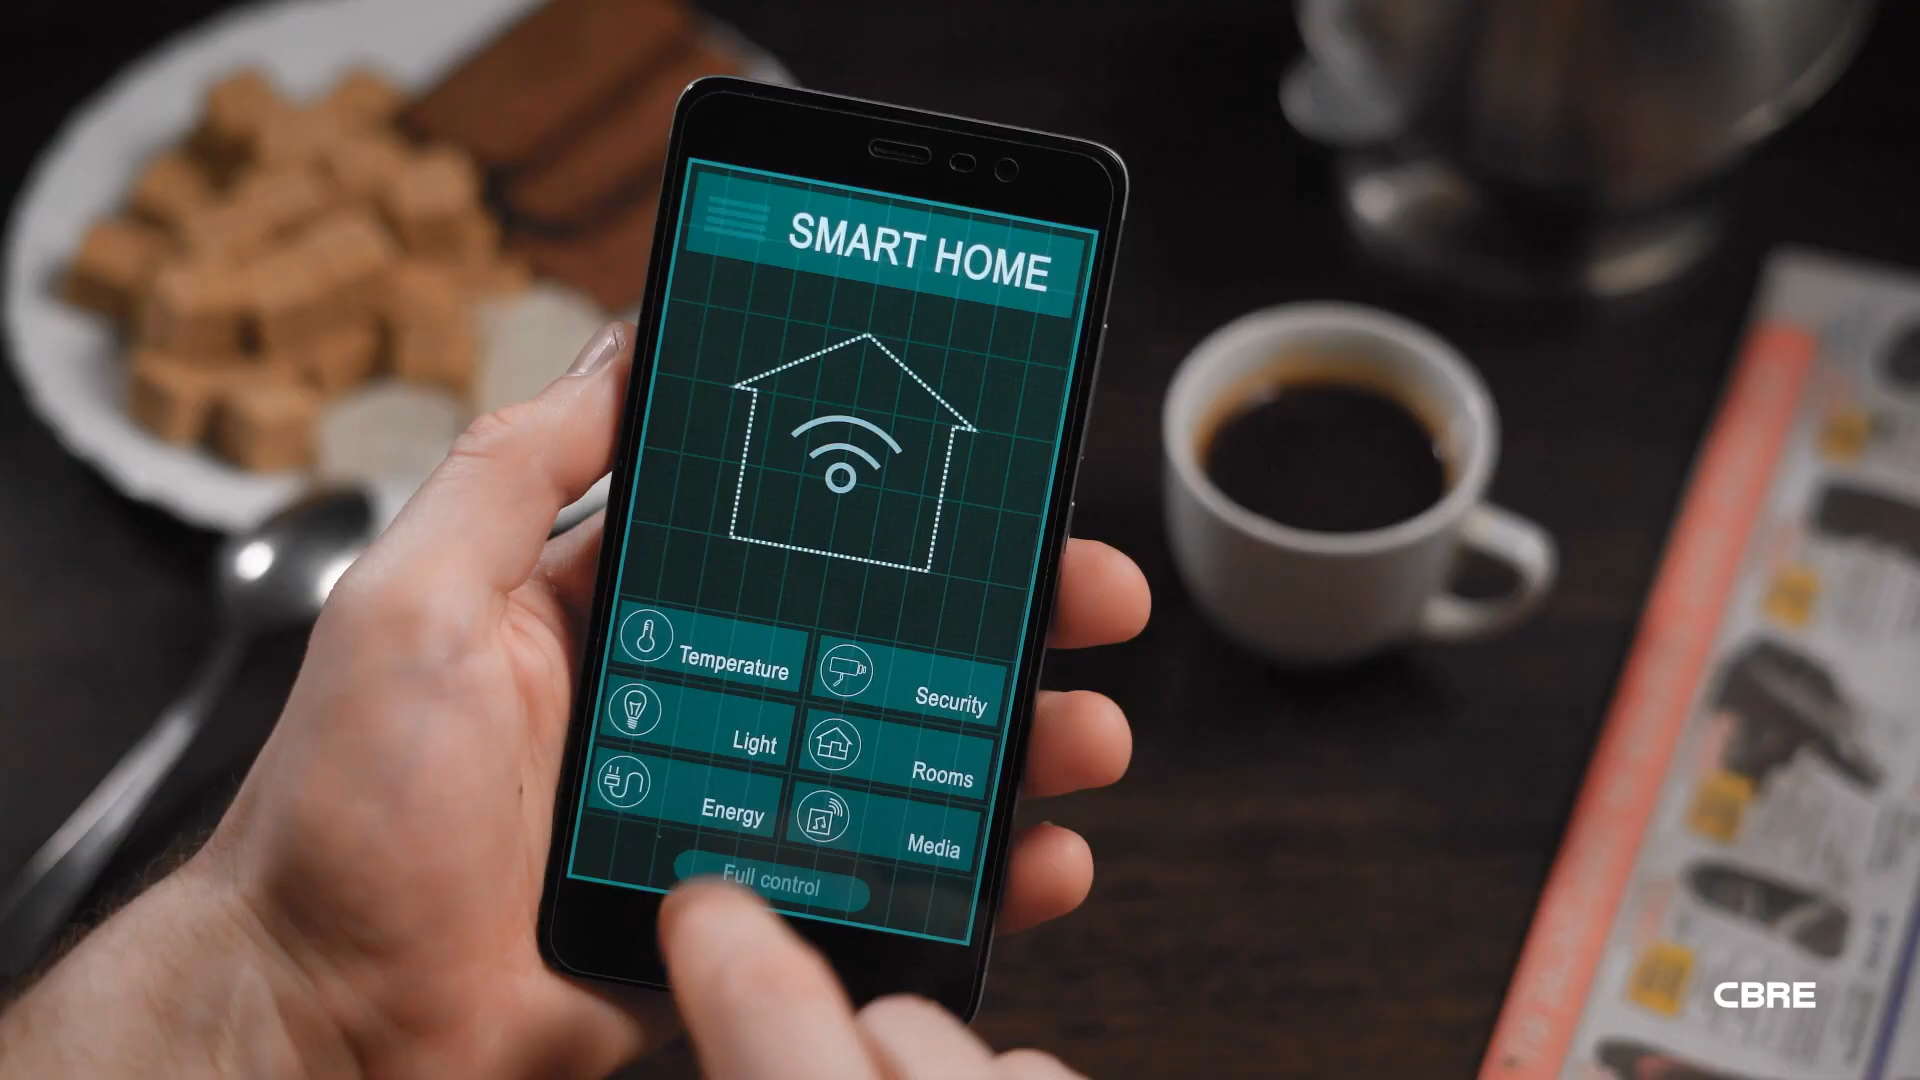 SMART HOME
Temperature
Security
Light
Rooms
Energy
Media
Full control
CBRE